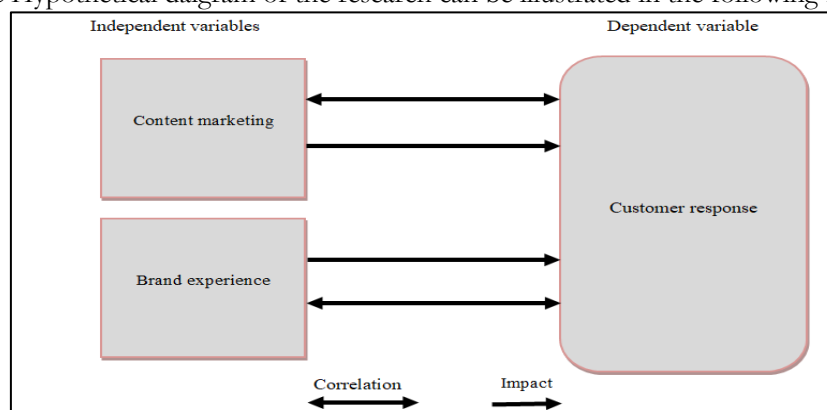 Hypothetical daigram of the research can be illustrated in the following
Independent variables Dependent variable
Content marketing
Customer response
Brand experience
Correlation Impact